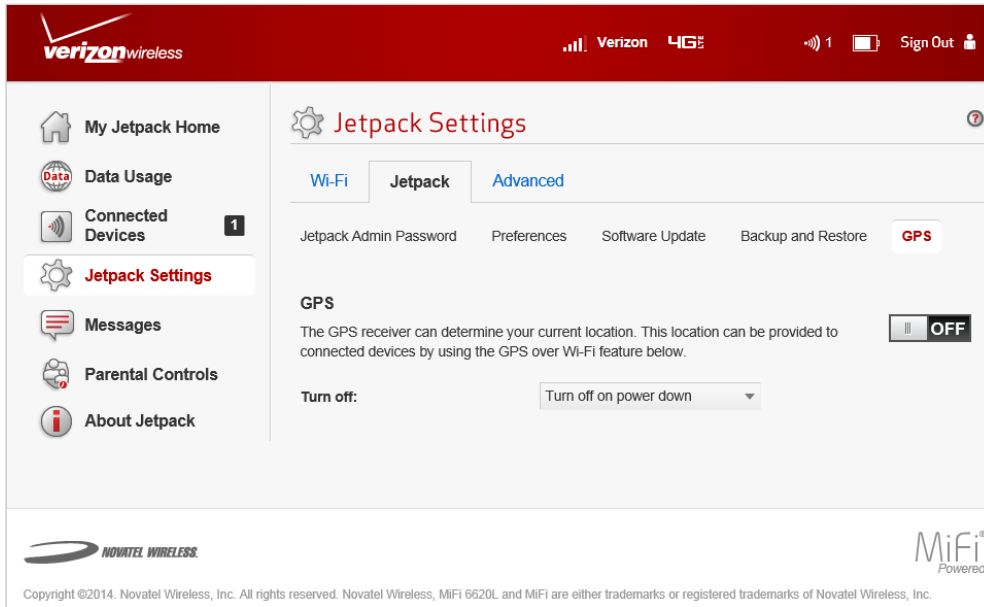 verizonwireless
Verizon 4G LTE 1 Sign Out
My Jetpack Home
Data Data Usage
Connected
Devices 1
Jetpack Settings
Messages
Parental Controls
About Jetpack
Jetpack Settings ?
Wi-Fi Jetpack Advanced
Jetpack Admin Password Preferences Software Update Backup and Restore GPS
GPS
The GPS receiver can determine your current location. This location can be provided to
connected devices by using the GPS over Wi-Fi feature below.
OFF
Turn off: Turn off on power down
NOVATEL WIRELESS.
MiFi®
Powered
Copyright ©2014. Novatel Wireless, Inc. All rights reserved. Novatel Wireless, MiFi 6620L and MiFi are either trademarks or registered trademarks of Novatel Wireless, Inc.